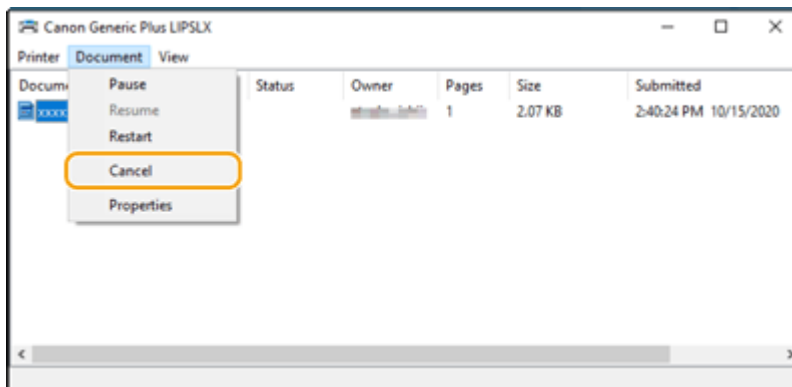 Canon Generic Plus LIPSLX
Printer Document View
Docum Status Owner Pages Size Submitted
xxxx 1 2.07 KB 2:40:24 PM 10/15/2020
Pause
Resume
Restart
Cancel
Properties